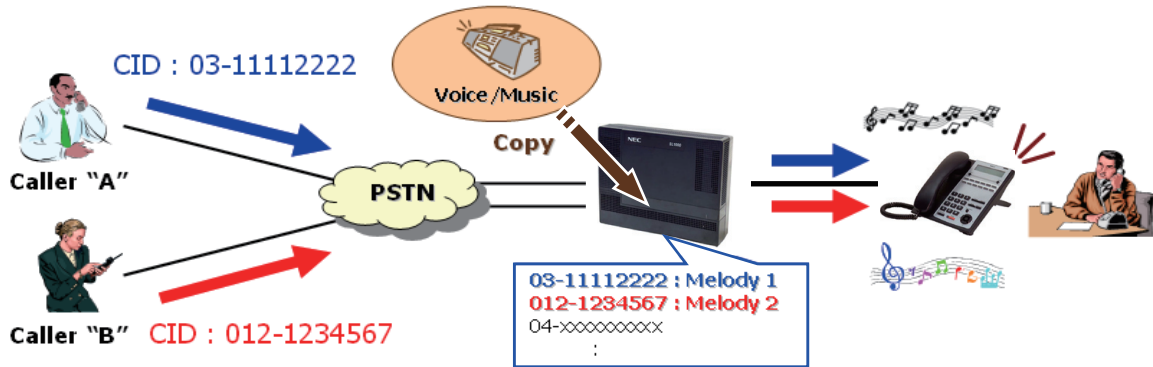 CID : 03-11112222
Voice/Music
Copy
NEC
Caller “A”
PSTN
Caller “B”
CID : 012-1234567
03-11112222 : Melody 1
012-1234567 : Melody 2
04-xxxxxxxxxx
: